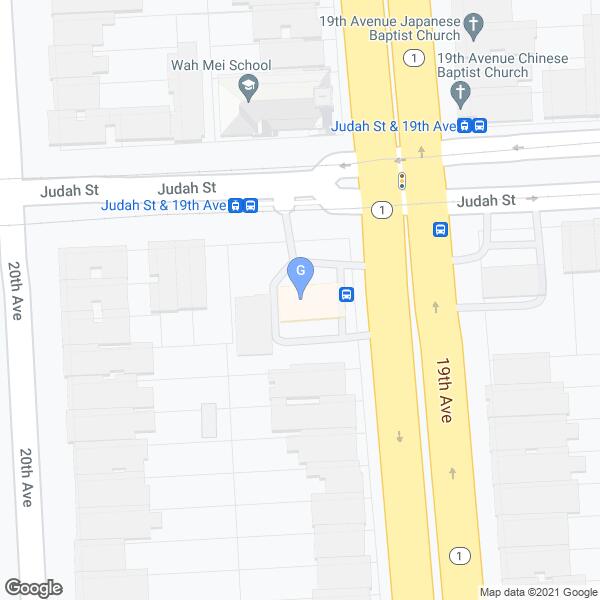 19th Avenue Japanese
Baptist Church
1
19th Avenue Chinese
Baptist Church
Wah Mei School
Judah St & 19th Ave
Judah St
Judah St
Judah St
Judah St & 19th Ave
1
20th Ave
G
19th Ave
20th Ave
1
Google
Map data ©2021 Google